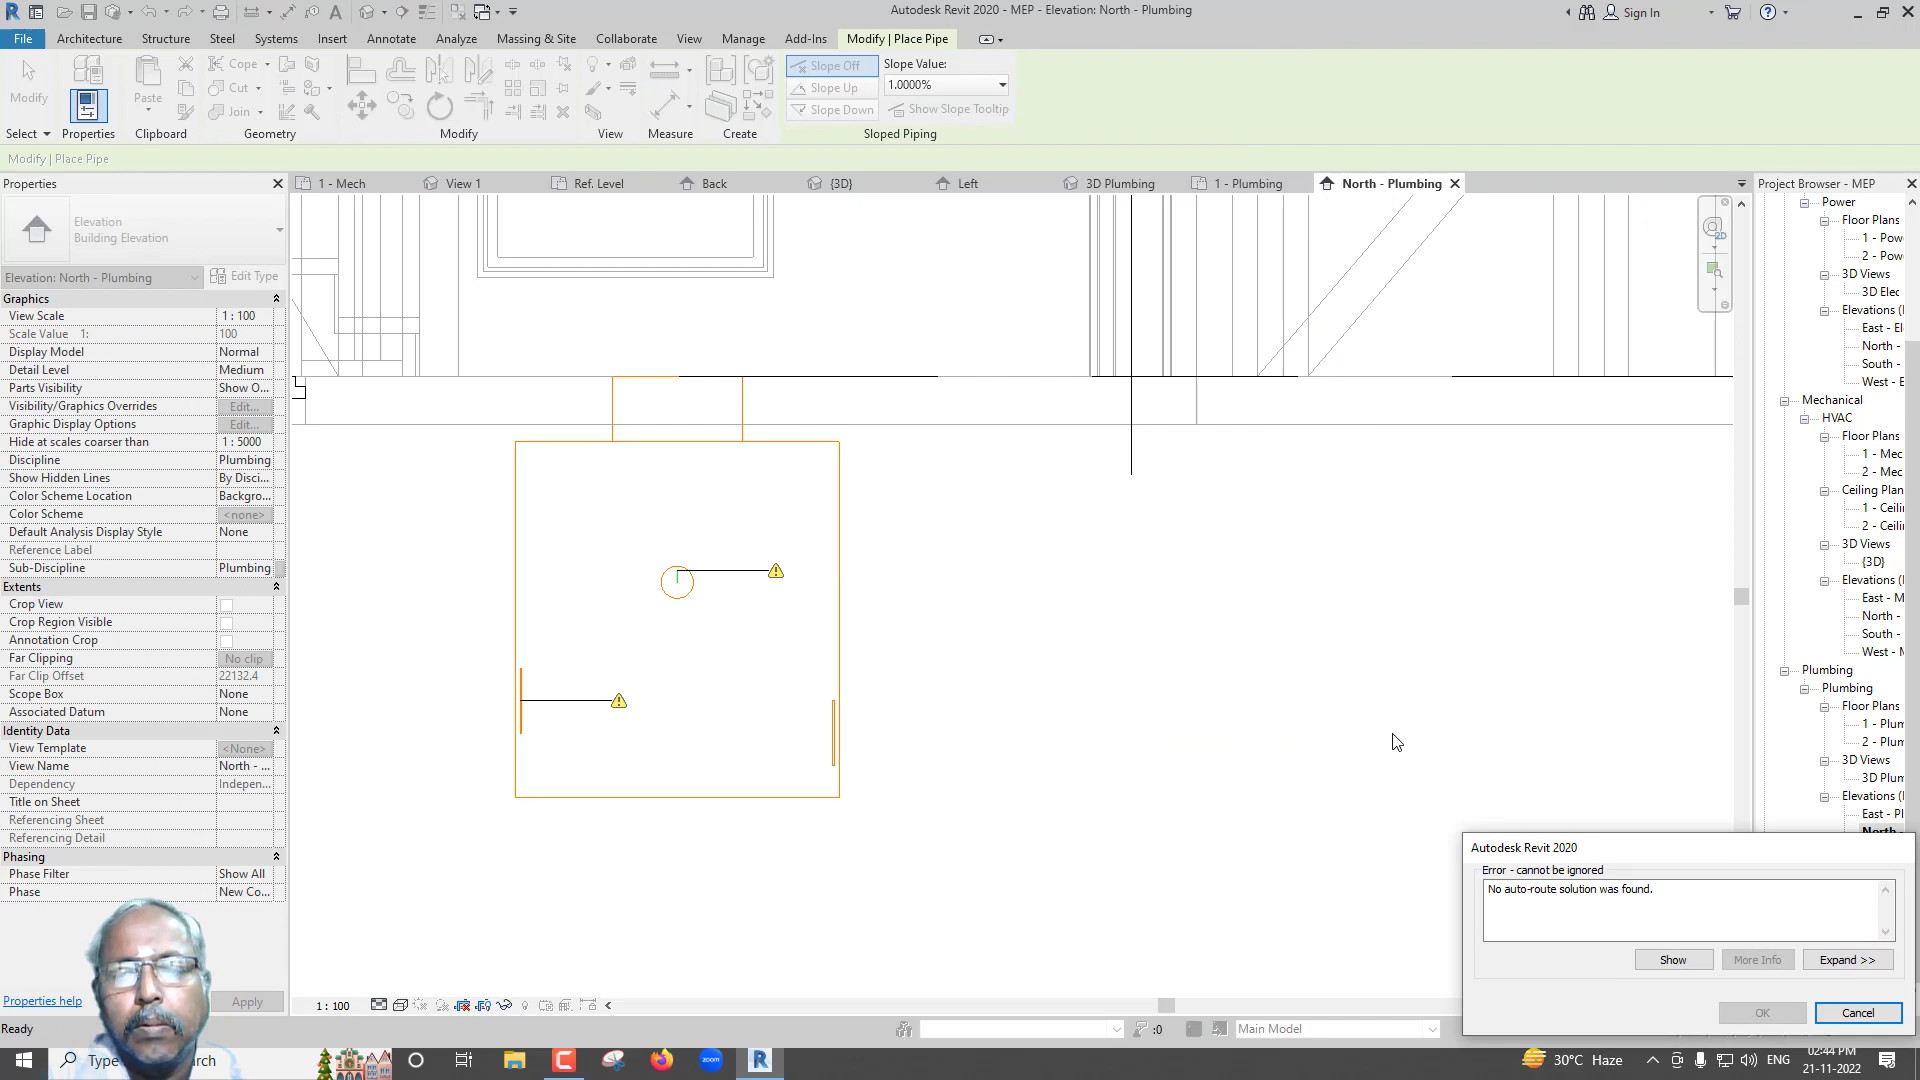 Autodesk Revit 2020 - MEP - Elevation: North - Plumbing
Sign In
File Architecture Structure Steel Systems Insert Annotate Analyze Massing & Site Collaborate View Manage Add-Ins Modify | Place Pipe
Modify
Paste
Cope
Cut
Join
Slope Off
Slope Up
Slope Down
Slope Value:
1.0000%
Show Slope Tooltip
Select Properties Clipboard Geometry Modify View Measure Create Sloped Piping
Modify | Place Pipe
Properties
1 - Mech View 1 Ref. Level Back {3D} Left 3D Plumbing 1 - Plumbing North - Plumbing
Project Browser - MEP
Elevation
Building Elevation
Elevation: North - Plumbing Edit Type
Graphics
View Scale 1 : 100
Scale Value 1: 100
Display Model Normal
Detail Level Medium
Parts Visibility Show O...
Visibility/Graphics Overrides Edit...
Graphic Display Options Edit...
Hide at scales coarser than 1 : 5000
Discipline Plumbing
Show Hidden Lines By Disci...
Color Scheme Location Backgro...
Color Scheme <none>
Default Analysis Display Style None
Reference Label
Sub-Discipline Plumbing
Extents
Crop View
Crop Region Visible
Annotation Crop
Far Clipping No clip
Far Clip Offset 22132.4
Scope Box None
Associated Datum None
Identity Data
View Template <None>
View Name North - ...
Dependency Indepen...
Title on Sheet
Referencing Sheet
Referencing Detail
Phasing
Phase Filter Show All
Phase New Co...
Properties help
Apply
2D
Power
Floor Plans
1 - Pow
2 - Pow
3D Views
3D Elec
Elevations (
East - El
North -
South -
West - E
Mechanical
HVAC
Floor Plans
1 - Mec
2 - Mec
Ceiling Plan
1 - Ceili
2 - Ceili
3D Views
{3D}
Elevations (
East - M
North -
South -
West - M
Plumbing
Plumbing
Floor Plans
1 - Plum
2 - Plum
3D Views
3D Plum
Elevations (
East - Pl
North -
Autodesk Revit 2020
Error - cannot be ignored
No auto-route solution was found.
Show More Info Expand >>
OK Cancel
1 : 100
Ready
:0
Main Model
Type
arch
zoom
R
30°C Haze
ENG
02:44 PM
21-11-2022